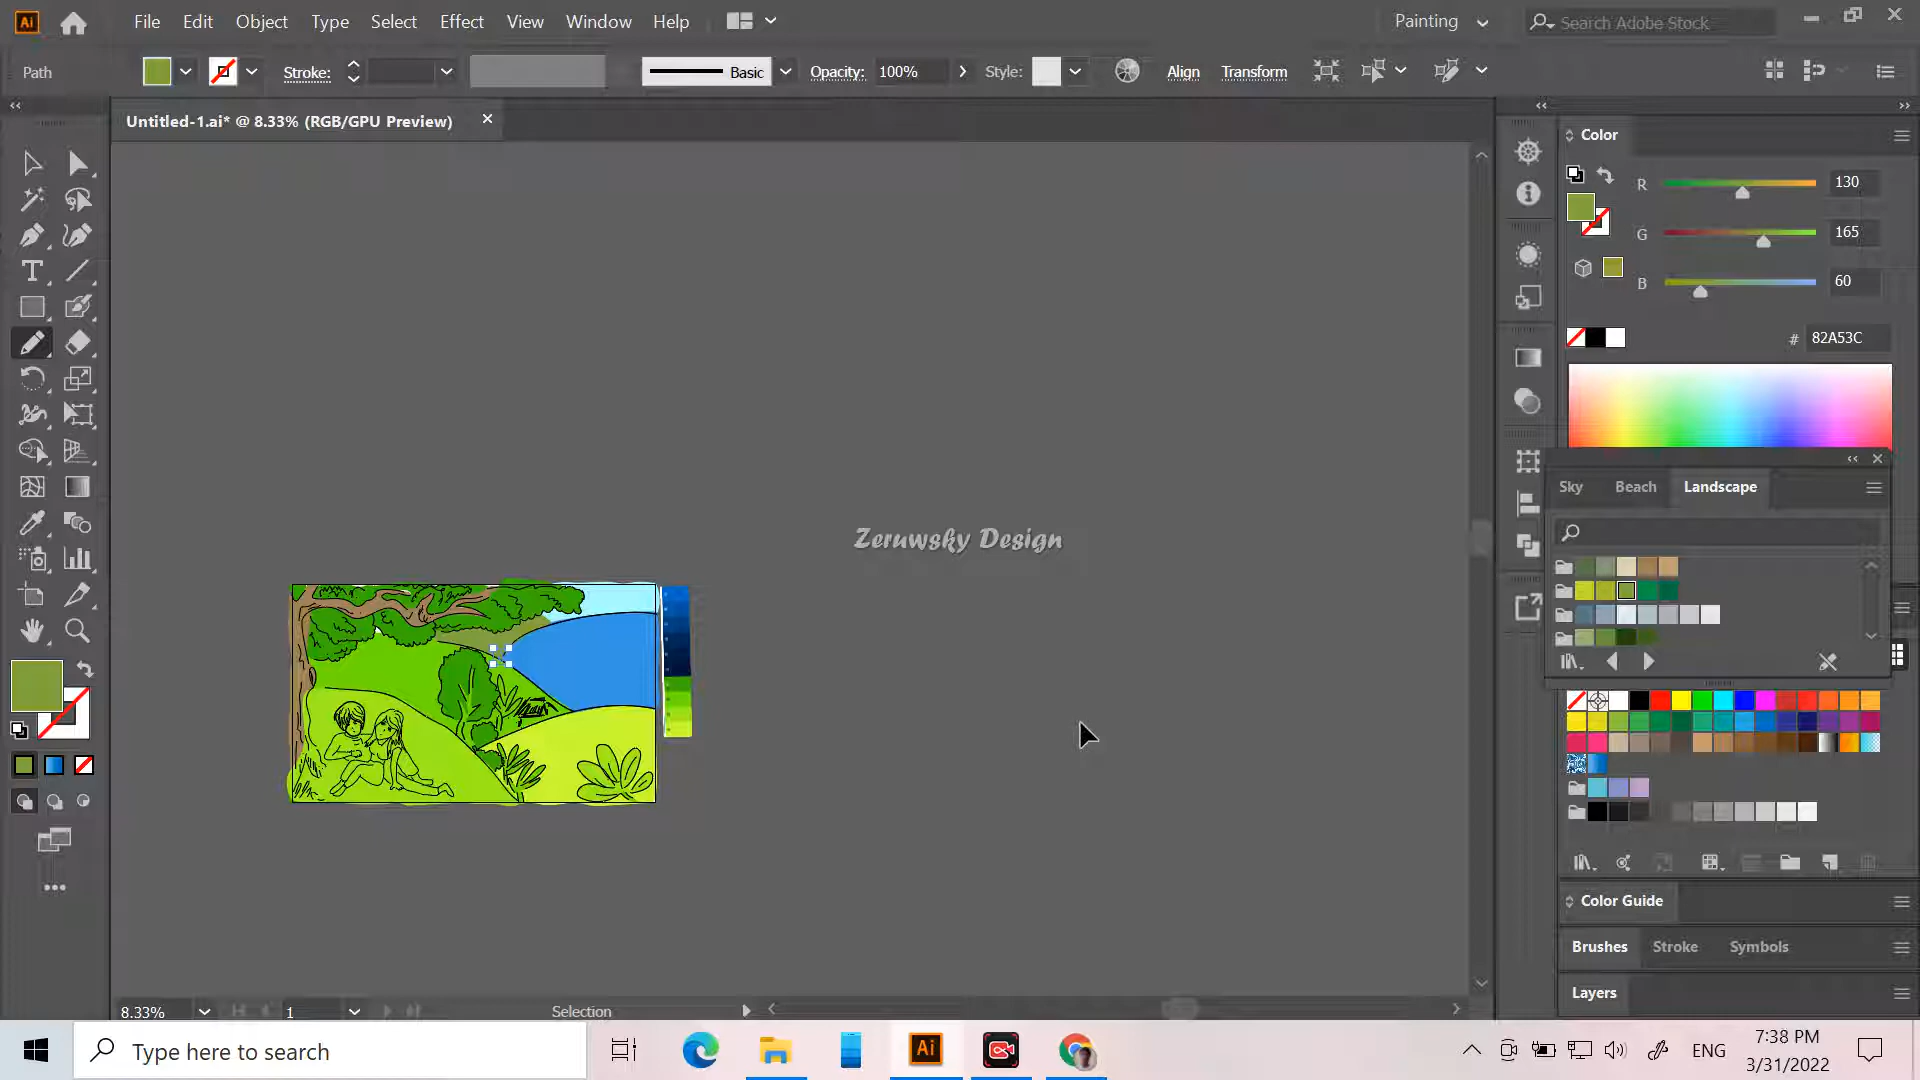 File Edit Object Type Select Effect View Window Help
Painting
Search Adobe Stock
Path
Stroke:
Basic
Opacity: 100%
Style:
Align
Transform
Untitled-1.ai* @ 8.33% (RGB/GPU Preview)
Color
R 130
G 165
B 60
# 82A53C
Sky Beach Landscape
Zeruwsky Design
Color Guide
Brushes Stroke Symbols
Layers
8.33%
1
Selection
Type here to search
ENG
7:38 PM
3/31/2022